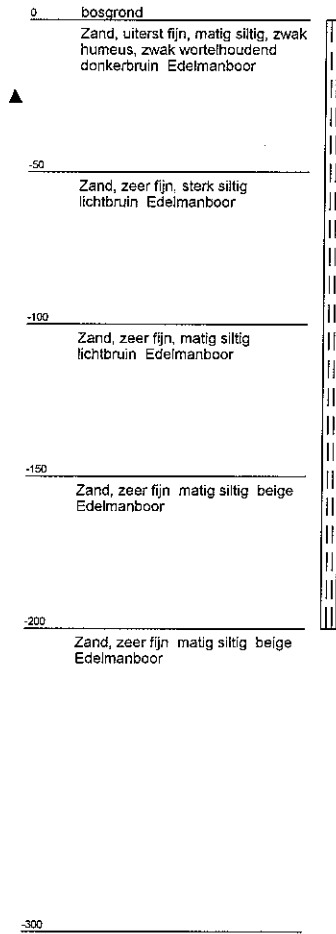 0 bosgrond
Zand, uiterst fijn, matig siltig, zwak
humeus, zwak wortelhoudend
donkerbruin Edelmanboor
-50
Zand, zeer fijn, sterk siltig
lichtbruin Edelmanboor
-100
Zand, zeer fijn, matig siltig
lichtbruin Edelmanboor
-150
Zand, zeer fijn matig siltig beige
Edelmanboor
-200
Zand, zeer fijn matig siltig beige
Edelmanboor
-300